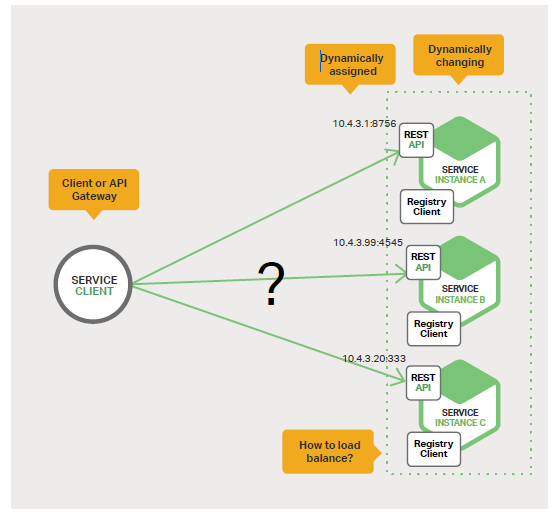 Dynamically
assigned
Dynamically
changing
10.4.3.1:8756
REST
API
SERVICE
INSTANCE A
Registry
Client
Client or API
Gateway
10.4.3.99:4545
REST
API
SERVICE
CLIENT
?
SERVICE
INSTANCE B
Registry
Client
10.4.3.20:333
REST
API
SERVICE
INSTANCE C
Registry
Client
How to load
balance?